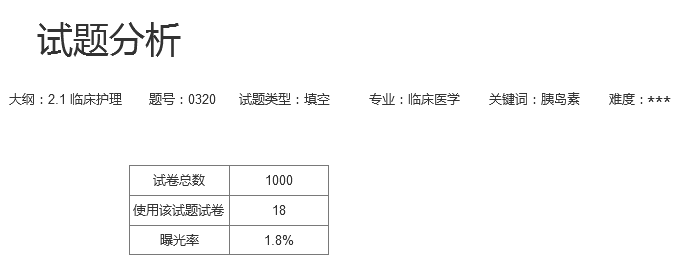 试题分析
大纲：2.1 临床护理 题号：0320 试题类型：填空 专业：临床医学 关键词：胰岛素 难度：***
试卷总数 1000
使用该试题试卷 18
曝光率 1.8%